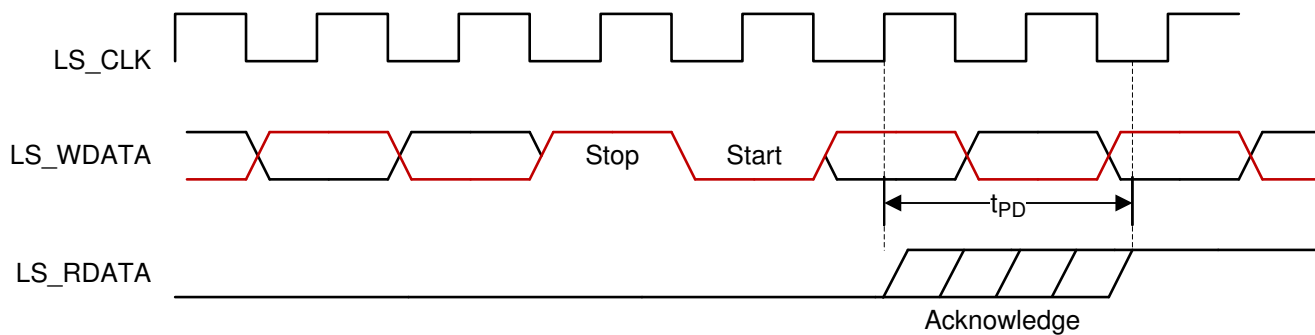 LS_CLK
LS_WDATA
Stop
Start
tPD
LS_RDATA
Acknowledge